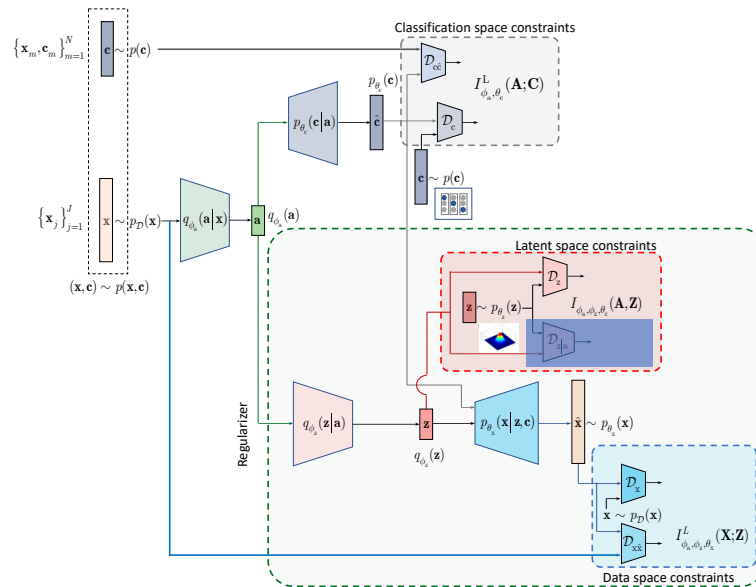 Classification space constraints
{x_m, c_m}_{m=1}^N
c ∼ p(c)
D_{cĉ}
I^L_{ϕ_a,θ_c}(A;C)
p_{θ_c}(c)
p_{θ_c}(c|a)
ĉ
D_c
c ∼ p(c)
{x_j}_{j=1}^J
x ∼ p_D(x)
q_{ϕ_a}(a|x)
a
q_{ϕ_a}(a)
(x,c) ∼ p(x,c)
Latent space constraints
D_z
z ∼ p_{θ_z}(z)
I_{ϕ_a,ϕ_z,θ_c}(A,Z)
D_{z|a}
Regularizer
q_{ϕ_z}(z|a)
z
q_{ϕ_z}(z)
p_{θ_x}(x|z,c)
x̂ ∼ p_{θ_x}(x)
D_x
x ∼ p_D(x)
D_{xx̂}
I^L_{ϕ_a,ϕ_z,θ_x}(X;Z)
Data space constraints